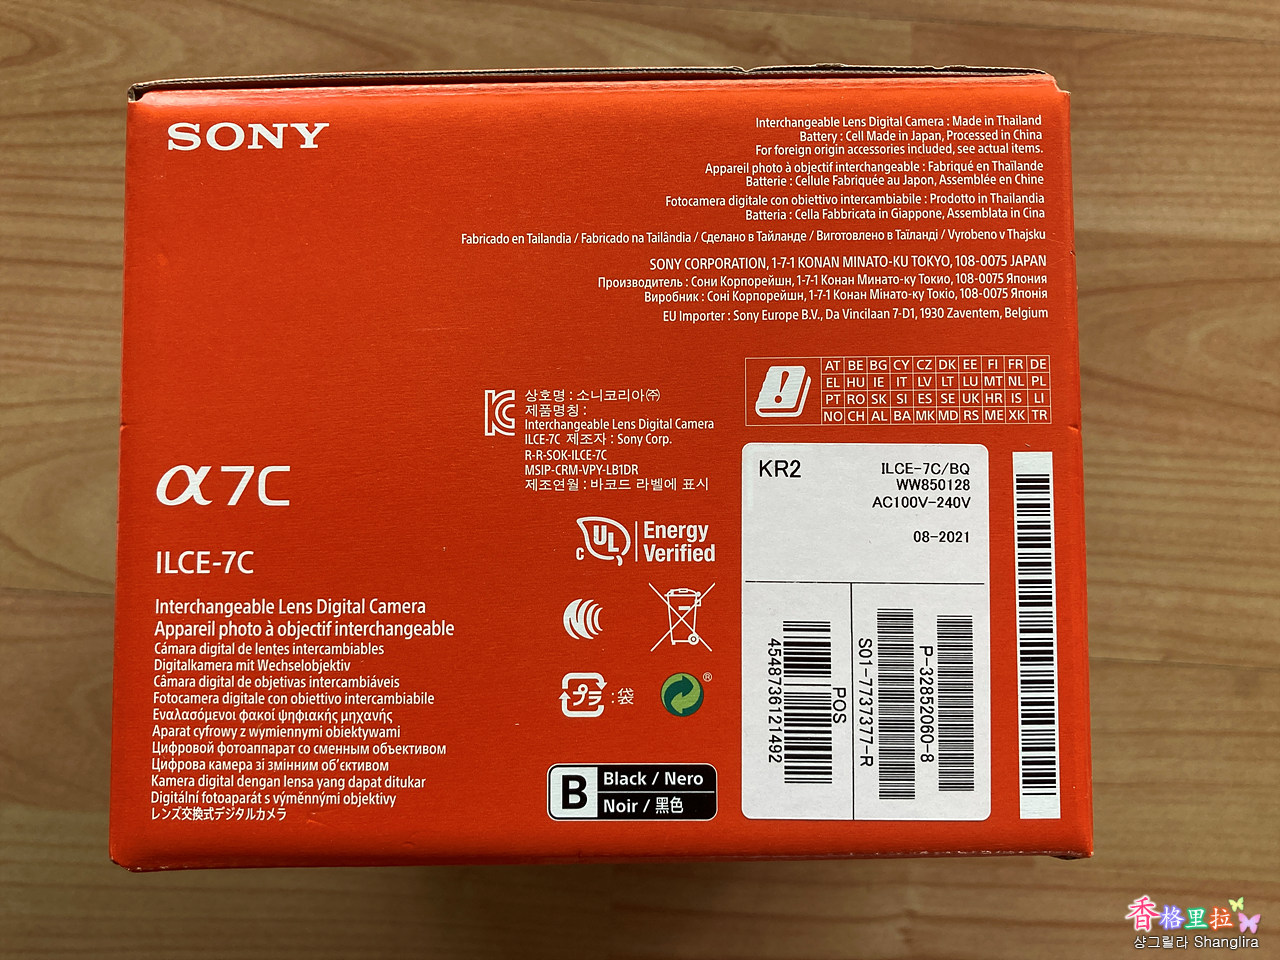 SONY
Interchangeable Lens Digital Camera : Made in Thailand
Battery : Cell Made in Japan, Processed in China
For foreign origin accessories included, see actual items.
Appareil photo à objectif interchangeable : Fabriqué en Thaïlande
Batterie : Cellule Fabriquée au Japon, Assemblée en Chine
Fotocamera digitale con obiettivo intercambiabile : Prodotto in Thailandia
Batteria : Cella Fabbricata in Giappone, Assemblata in Cina
Fabricado en Tailandia / Fabricado na Tailândia / Сделано в Тайланде / Виготовлено в Таїланді / Vyrobeno v Thajsku
SONY CORPORATION, 1-7-1 KONAN MINATO-KU TOKYO, 108-0075 JAPAN
Производитель : Сони Корпорейшн, 1-7-1 Конан Минато-ку Токио, 108-0075 Япония
Виробник : Соні Корпорейшн, 1-7-1 Конан Мінато-ку Токіо, 108-0075 Японія
EU Importer : Sony Europe B.V., Da Vincilaan 7-D1, 1930 Zaventem, Belgium
AT BE BG CY CZ DK EE FI FR DE
EL HU IE IT LV LT LU MT NL PL
PT RO SK SI ES SE UK HR IS LI
NO CH AL BA MK MD RS ME XK TR
상호명 : 소니코리아㈜
제품명칭 :
Interchangeable Lens Digital Camera
ILCE-7C 제조자 : Sony Corp.
R-R-SOK-ILCE-7C
MSIP-CRM-VPY-LB1DR
제조연월 : 바코드 라벨에 표시
α7C
ILCE-7C
Interchangeable Lens Digital Camera
Appareil photo à objectif interchangeable
Cámara digital de lentes intercambiables
Digitalkamera mit Wechselobjektiv
Câmara digital de objetivas intercambiáveis
Fotocamera digitale con obiettivo intercambiabile
Εναλασόμενοι φακοί ψηφιακής μηχανής
Aparat cyfrowy z wymiennymi obiektywami
Цифровой фотоаппарат со сменным объективом
Цифрова камера зі змінним об'єктивом
Kamera digital dengan lensa yang dapat ditukar
Digitální fotoaparát s výměnnými objektivy
レンズ交換式デジタルカメラ
C UL Energy
Verified
プラ : 袋
®
B Black / Nero
Noir / 黑色
KR2
ILCE-7C/BQ
WW850128
AC100V-240V
08-2021
POS
4548736121492
S01-7737377-R
P-32852060-8
香格里拉
샹그릴라 Shanglira